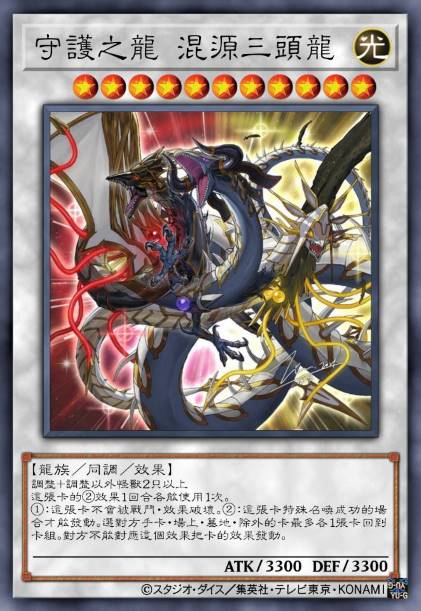 守護之龍 混源三頭龍
光
【龍族／同調／效果】
調整＋調整以外怪獸2只以上
這張卡的②效果1回合各能使用1次。
①：這張卡不會被戰鬥・效果破壞。②：這張卡特殊召喚成功的場
合才能發動。選對方手卡・場上・墓地・除外的卡最多各1張卡回到
卡組。對方不能對應這個效果把卡的效果發動。
ATK / 3300 DEF / 3300
©スタジオ・ダイス／集英社・テレビ東京・KONAMI